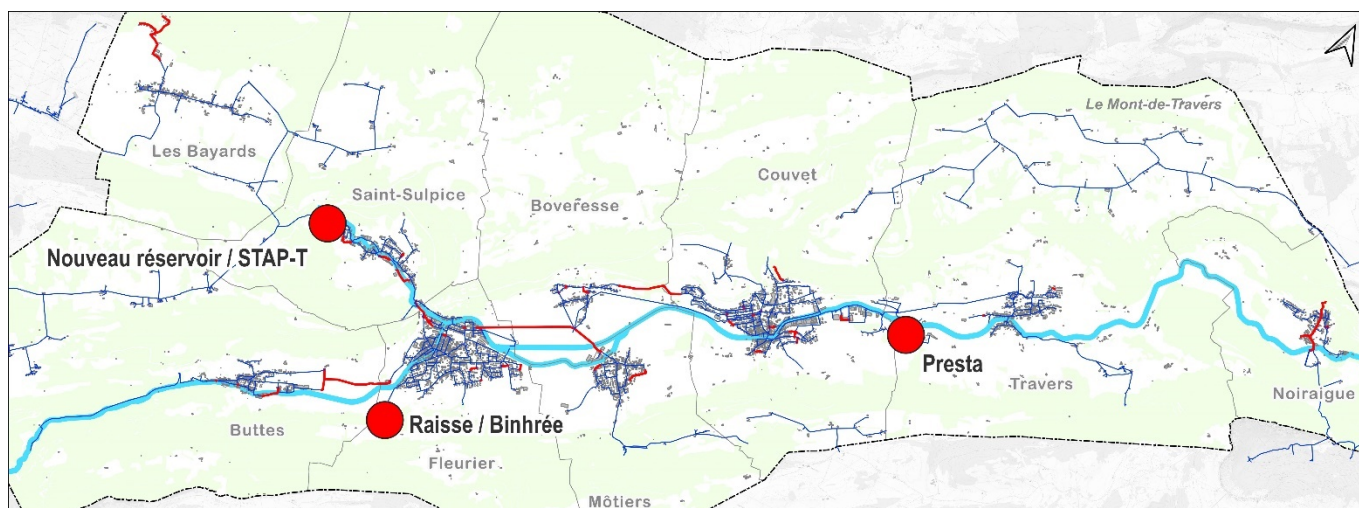 Le Mont-de-Travers
Les Bayards
Couvet
Saint-Sulpice
Boveresse
Nouveau réservoir / STAP-T
Presta
Travers
Noiraigue
Raisse / Binhrée
Buttes
Fleurier
Môtiers